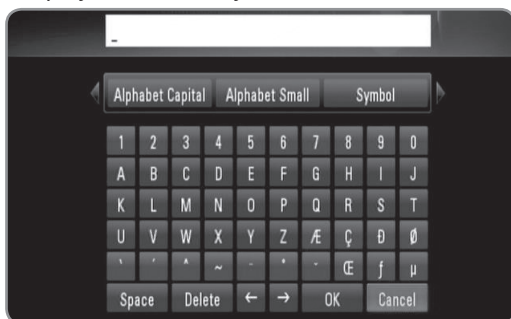 _
Alphabet Capital Alphabet Small Symbol
1 2 3 4 5 6 7 8 9 0
A B C D E F G H I J
K L M N O P Q R S T
U V W X Y Z Æ Ç Ð Ø
Œ ƒ µ
Space Delete ← → OK Cancel